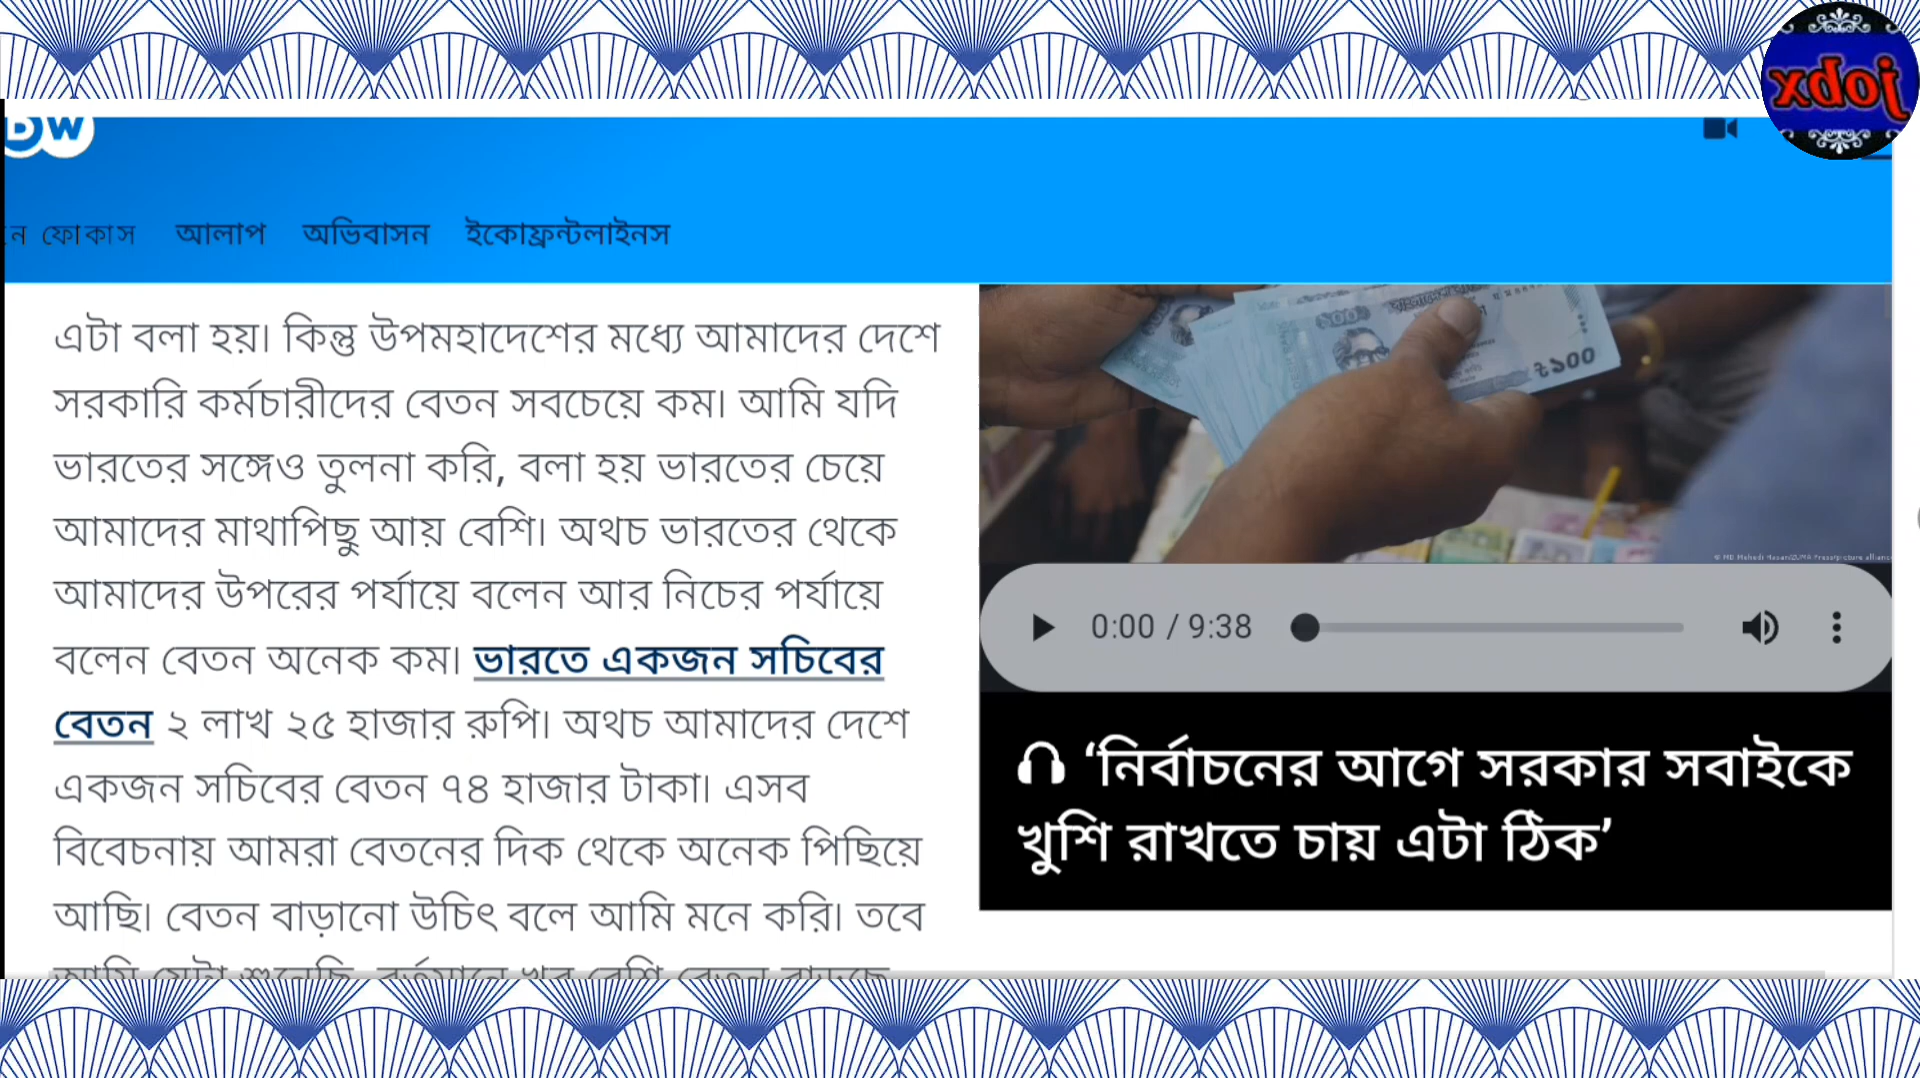 DW
ন ফোকাস আলাপ অভিবাসন ইকোফ্রন্টলাইনস
এটা বলা হয়। কিন্তু উপমহাদেশের মধ্যে আমাদের দেশে
সরকারি কর্মচারীদের বেতন সবচেয়ে কম। আমি যদি
ভারতের সঙ্গেও তুলনা করি, বলা হয় ভারতের চেয়ে
আমাদের মাথাপিছু আয় বেশি। অথচ ভারতের থেকে
আমাদের উপরের পর্যায়ে বলেন আর নিচের পর্যায়ে
বলেন বেতন অনেক কম। ভারতে একজন সচিবের
বেতন ২ লাখ ২৫ হাজার রুপি। অথচ আমাদের দেশে
একজন সচিবের বেতন ৭৪ হাজার টাকা। এসব
বিবেচনায় আমরা বেতনের দিক থেকে অনেক পিছিয়ে
আছি। বেতন বাড়ানো উচিৎ বলে আমি মনে করি। তবে
৳১০০
0:00 / 9:38
‘নির্বাচনের আগে সরকার সবাইকে
খুশি রাখতে চায় এটা ঠিক’